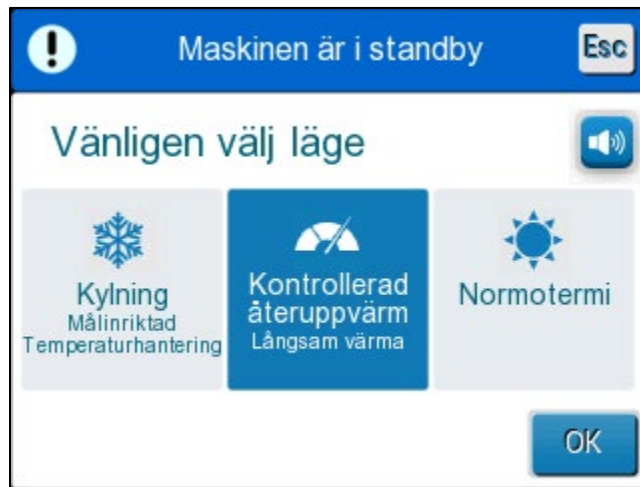 Maskinen är i standby
Esc
Vänligen välj läge
Kylning
Målinriktad
Temperaturhantering
Kontrollerad
återuppvärm
Långsam värma
Normotermi
OK